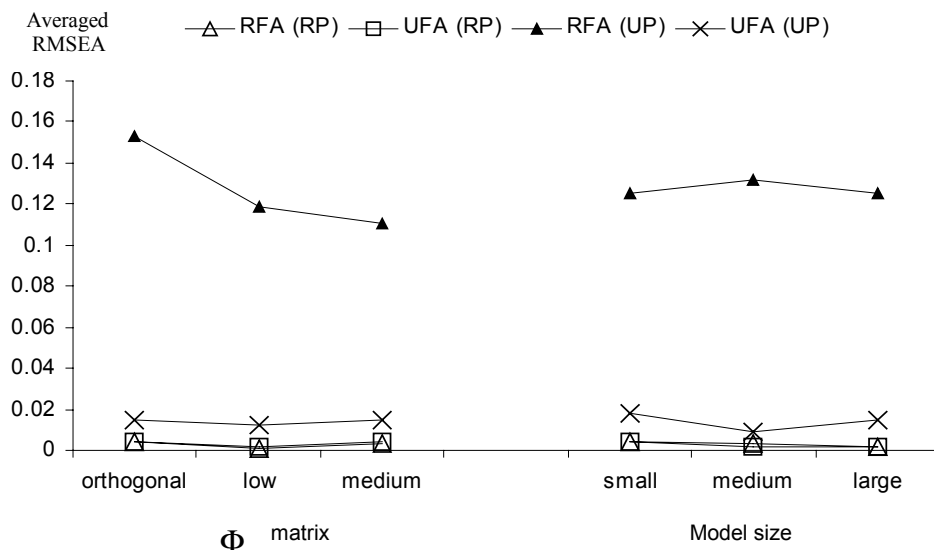 Averaged
RMSEA
RFA (RP) UFA (RP) RFA (UP) UFA (UP)
0.18
0.16
0.14
0.12
0.1
0.08
0.06
0.04
0.02
0
orthogonal low medium small medium large
Φ matrix Model size